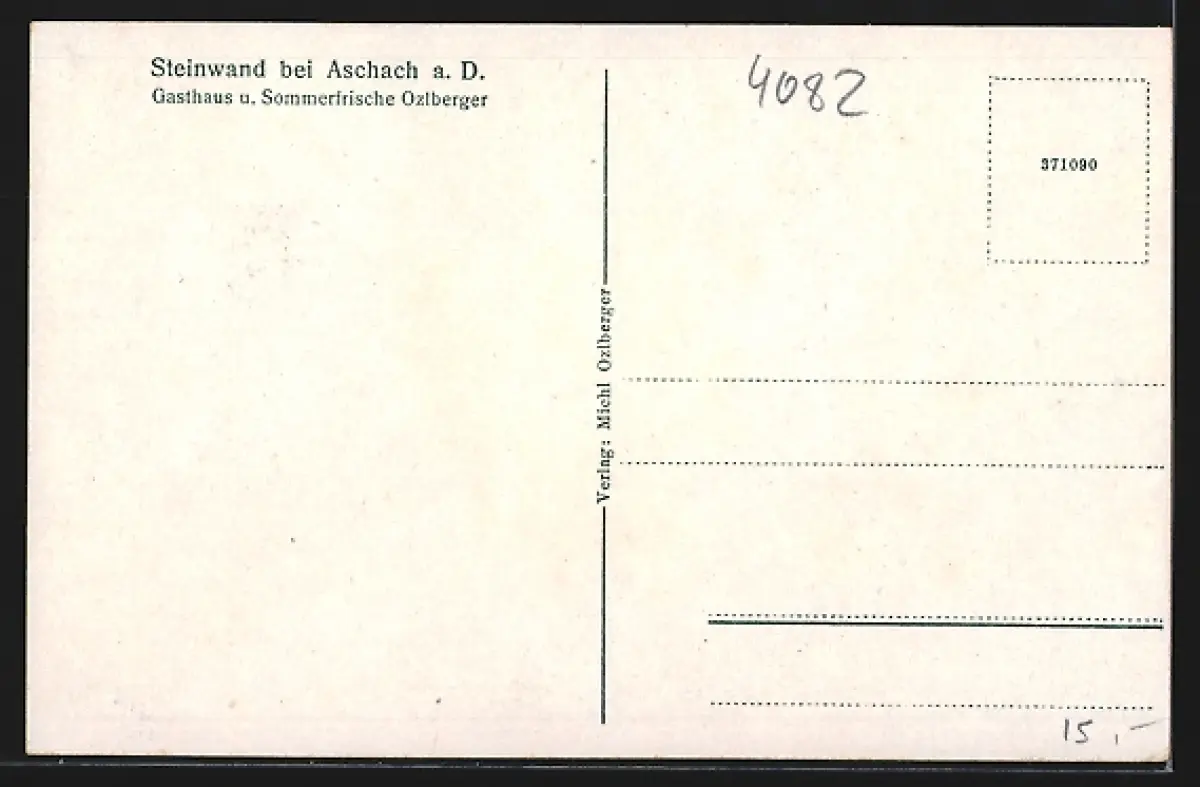 Steinwand bei Aschach a. D.
Gasthaus u. Sommerfrische Ozlberger
4082
371090
Verlag: Michl Ozlberger
15,-